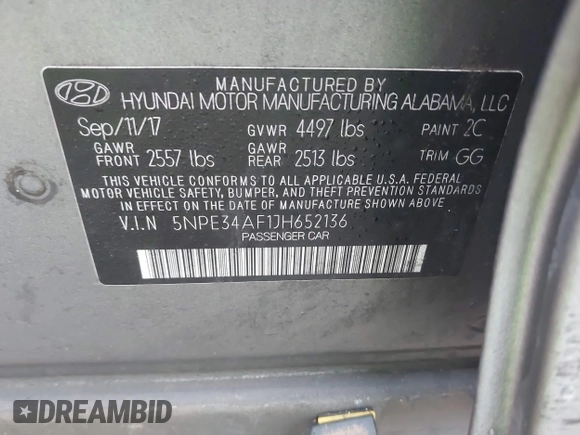 MANUFACTURED BY
HYUNDAI MOTOR MANUFACTURING ALABAMA, LLC
Sep/11/17 GVWR 4497 lbs PAINT 2C
GAWR FRONT 2557 lbs GAWR REAR 2513 lbs TRIM GG
THIS VEHICLE CONFORMS TO ALL APPLICABLE U.S.A. FEDERAL
MOTOR VEHICLE SAFETY, BUMPER, AND THEFT PREVENTION STANDARDS
IN EFFECT ON THE DATE OF MANUFACTURE SHOWN ABOVE.
V.I.N 5NPE34AF1JH652136
PASSENGER CAR
DREAMBID